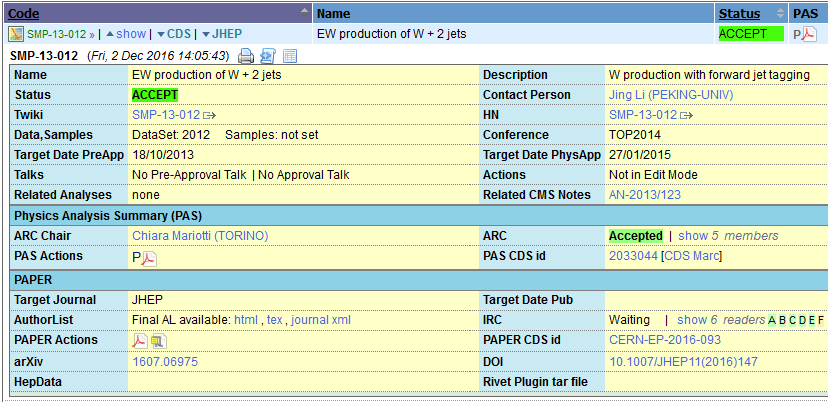 Code Name Status PAS
SMP-13-012 » | show | CDS | JHEP EW production of W + 2 jets ACCEPT P
SMP-13-012 (Fri, 2 Dec 2016 14:05:43)
Name EW production of W + 2 jets Description W production with forward jet tagging
Status ACCEPT Contact Person Jing Li (PEKING-UNIV)
Twiki SMP-13-012 HN SMP-13-012
Data,Samples DataSet: 2012 Samples: not set Conference TOP2014
Target Date PreApp 18/10/2013 Target Date PhysApp 27/01/2015
Talks No Pre-Approval Talk | No Approval Talk Actions Not in Edit Mode
Related Analyses none Related CMS Notes AN-2013/123
Physics Analysis Summary (PAS)
ARC Chair Chiara Mariotti (TORINO) ARC Accepted | show 5 members
PAS Actions P PAS CDS id 2033044 [CDS Marc]
PAPER
Target Journal JHEP Target Date Pub
AuthorList Final AL available: html , tex , journal xml IRC Waiting | show 6 readers A B C D E F
PAPER Actions PAPER CDS id CERN-EP-2016-093
arXiv 1607.06975 DOI 10.1007/JHEP11(2016)147
HepData Rivet Plugin tar file